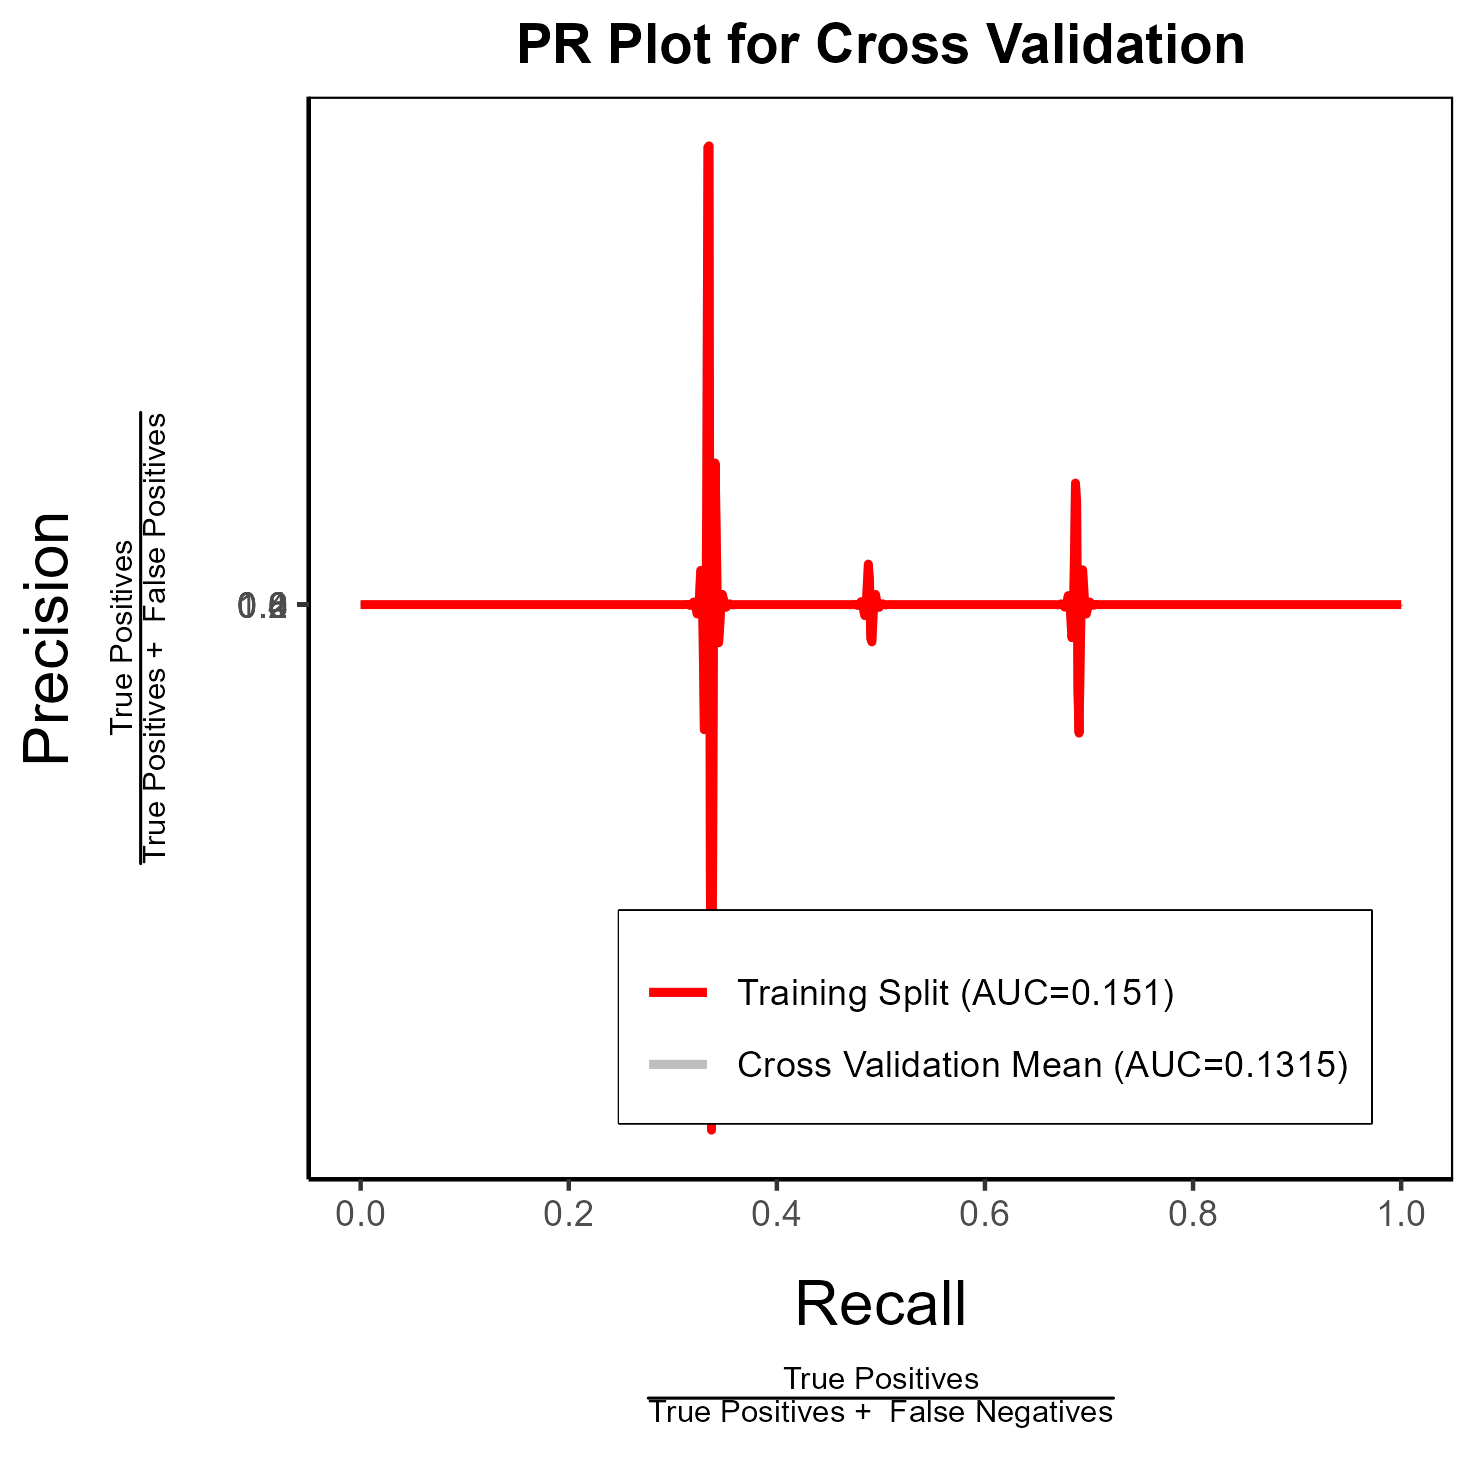 PR Plot for Cross Validation
Precision
True Positives
True Positives + False Positives
Training Split (AUC=0.151)
Cross Validation Mean (AUC=0.1315)
0.0 0.2 0.4 0.6 0.8 1.0
Recall
True Positives
True Positives + False Negatives